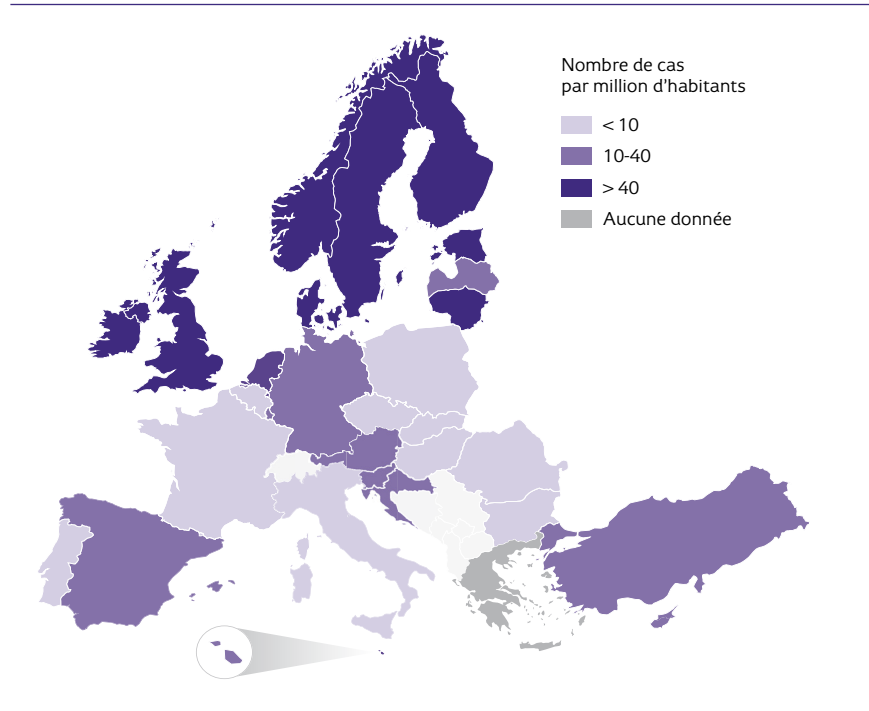 Nombre de cas
par million d'habitants
< 10
10-40
> 40
Aucune donnée